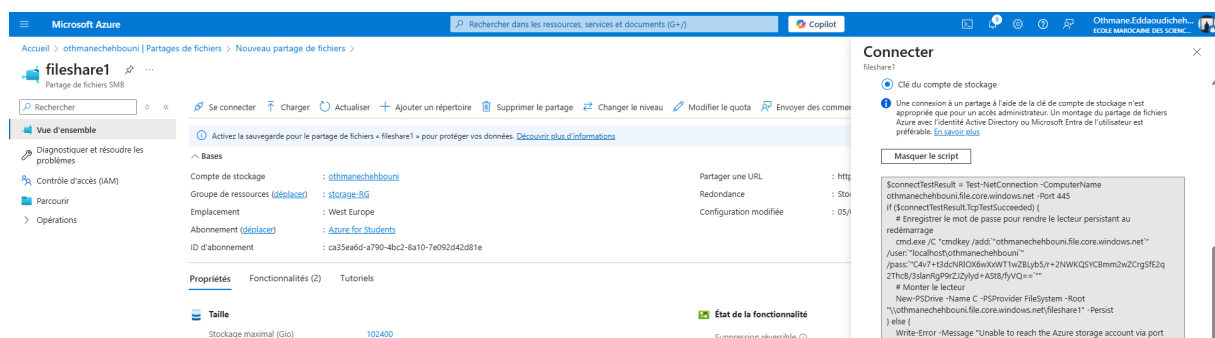 Microsoft Azure
Rechercher dans les ressources, services et documents (G+/)
Copilot
Othmane.Eddaoudicheh...
ECOLE MAROCAINE DES SCIENC...
Accueil > othmanechehbouni | Partages de fichiers > Nouveau partage de fichiers >
fileshare1
Partage de fichiers SMB
Rechercher
Vue d'ensemble
Diagnostiquer et résoudre les
problèmes
Contrôle d'accès (IAM)
Parcourir
Opérations
Se connecter Charger Actualiser Ajouter un répertoire Supprimer le partage Changer le niveau Modifier le quota Envoyer des commen
Activez la sauvegarde pour le partage de fichiers « fileshare1 » pour protéger vos données. Découvrir plus d'informations
Bases
Compte de stockage : othmanechehbouni
Groupe de ressources (déplacer) : storage-RG
Emplacement : West Europe
Abonnement (déplacer) : Azure for Students
ID d'abonnement : ca35ea6d-a790-4bc2-8a10-7e092d42d81e
Partager une URL : http
Redondance : Sto
Configuration modifiée : 05/
Propriétés Fonctionnalités (2) Tutoriels
Taille
Stockage maximal (Gio) 102400
État de la fonctionnalité
Suppression réversible
Connecter
fileshare1
Clé du compte de stockage
Une connexion à un partage à l'aide de la clé de compte de stockage n'est
appropriée que pour un accès administrateur. Un montage du partage de fichiers
Azure avec l'identité Active Directory ou Microsoft Entra de l'utilisateur est
préférable. En savoir plus
Masquer le script
$connectTestResult = Test-NetConnection -ComputerName
othmanechehbouni.file.core.windows.net -Port 445
if ($connectTestResult.TcpTestSucceeded) {
# Enregistrer le mot de passe pour rendre le lecteur persistant au
redémarrage
cmd.exe /C "cmdkey /add:`"othmanechehbouni.file.core.windows.net`"
/user:`"localhost\othmanechehbouni`"
/pass:`"
# Monter le lecteur
New-PSDrive -Name C -PSProvider FileSystem -Root
"\\othmanechehbouni.file.core.windows.net\fileshare1" -Persist
} else {
Write-Error -Message "Unable to reach the Azure storage account via port